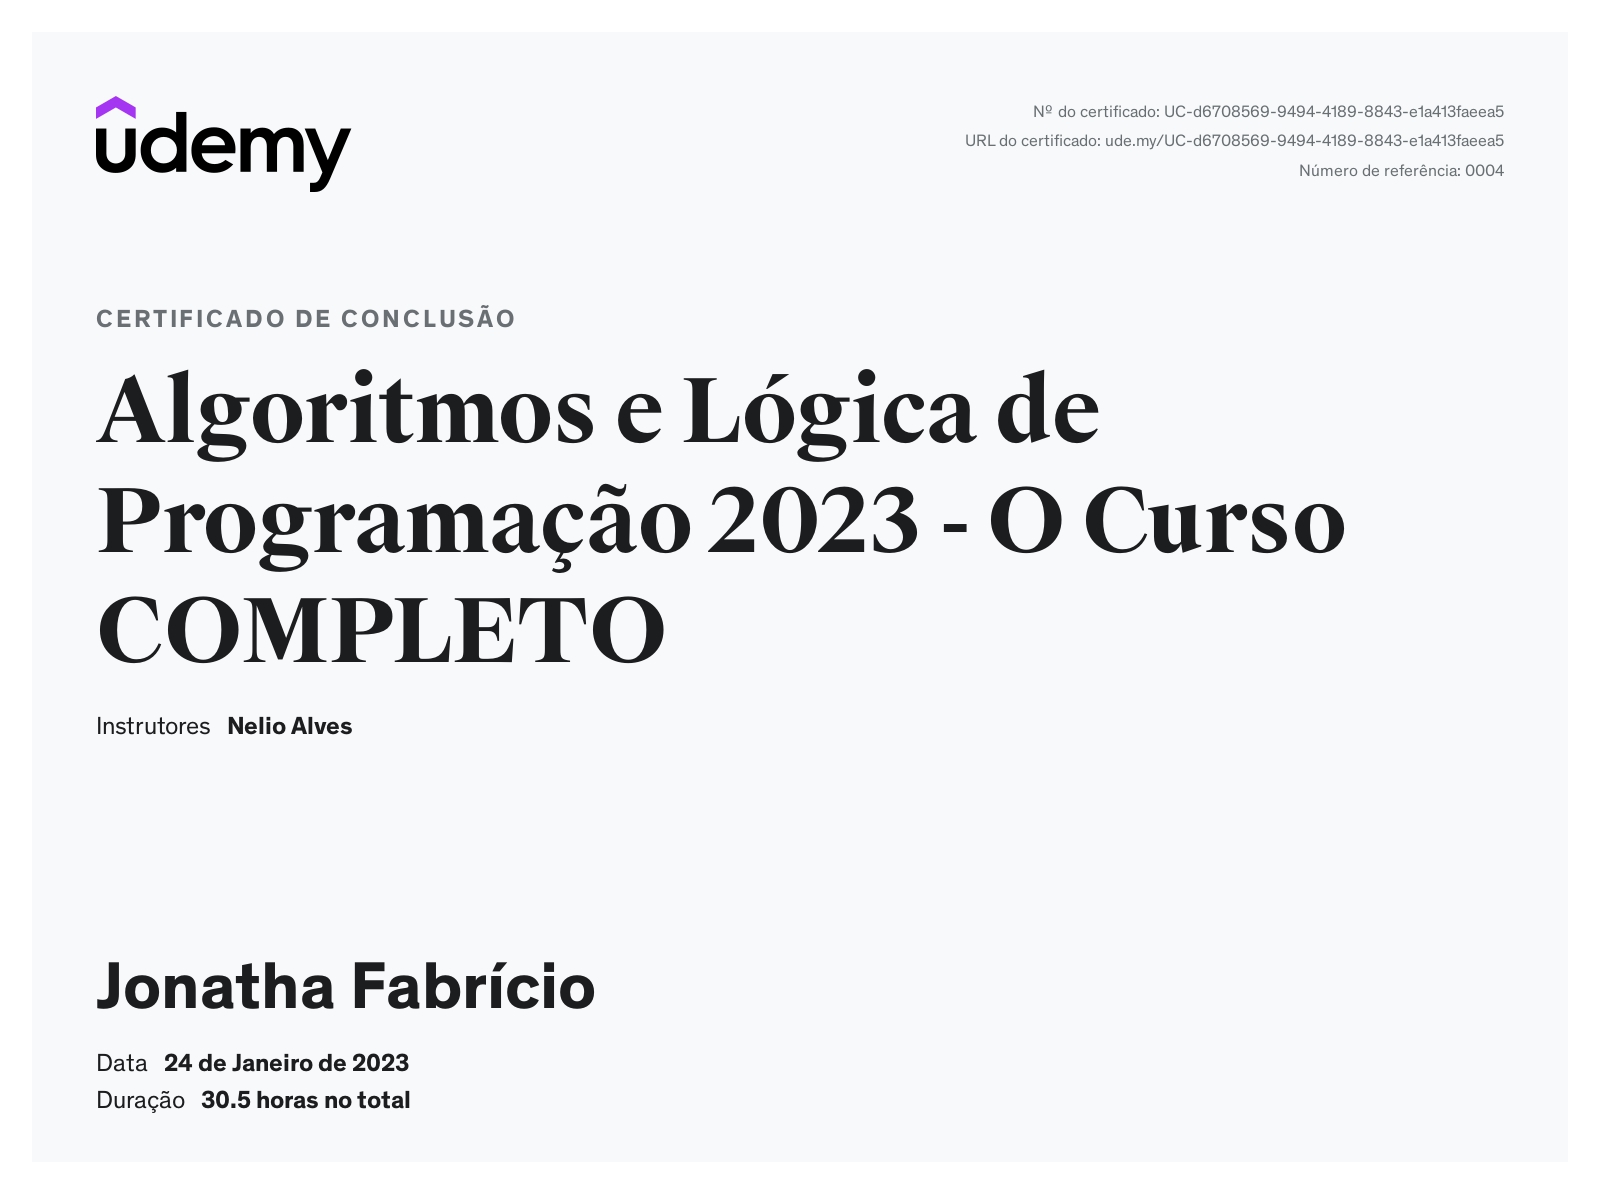 udemy
Nº do certificado: UC-d6708569-9494-4189-8843-e1a413faeea5
URL do certificado: ude.my/UC-d6708569-9494-4189-8843-e1a413faeea5
Número de referência: 0004
CERTIFICADO DE CONCLUSÃO
Algoritmos e Lógica de
Programação 2023 - O Curso
COMPLETO
Instrutores Nelio Alves
Jonatha Fabrício
Data 24 de Janeiro de 2023
Duração 30.5 horas no total